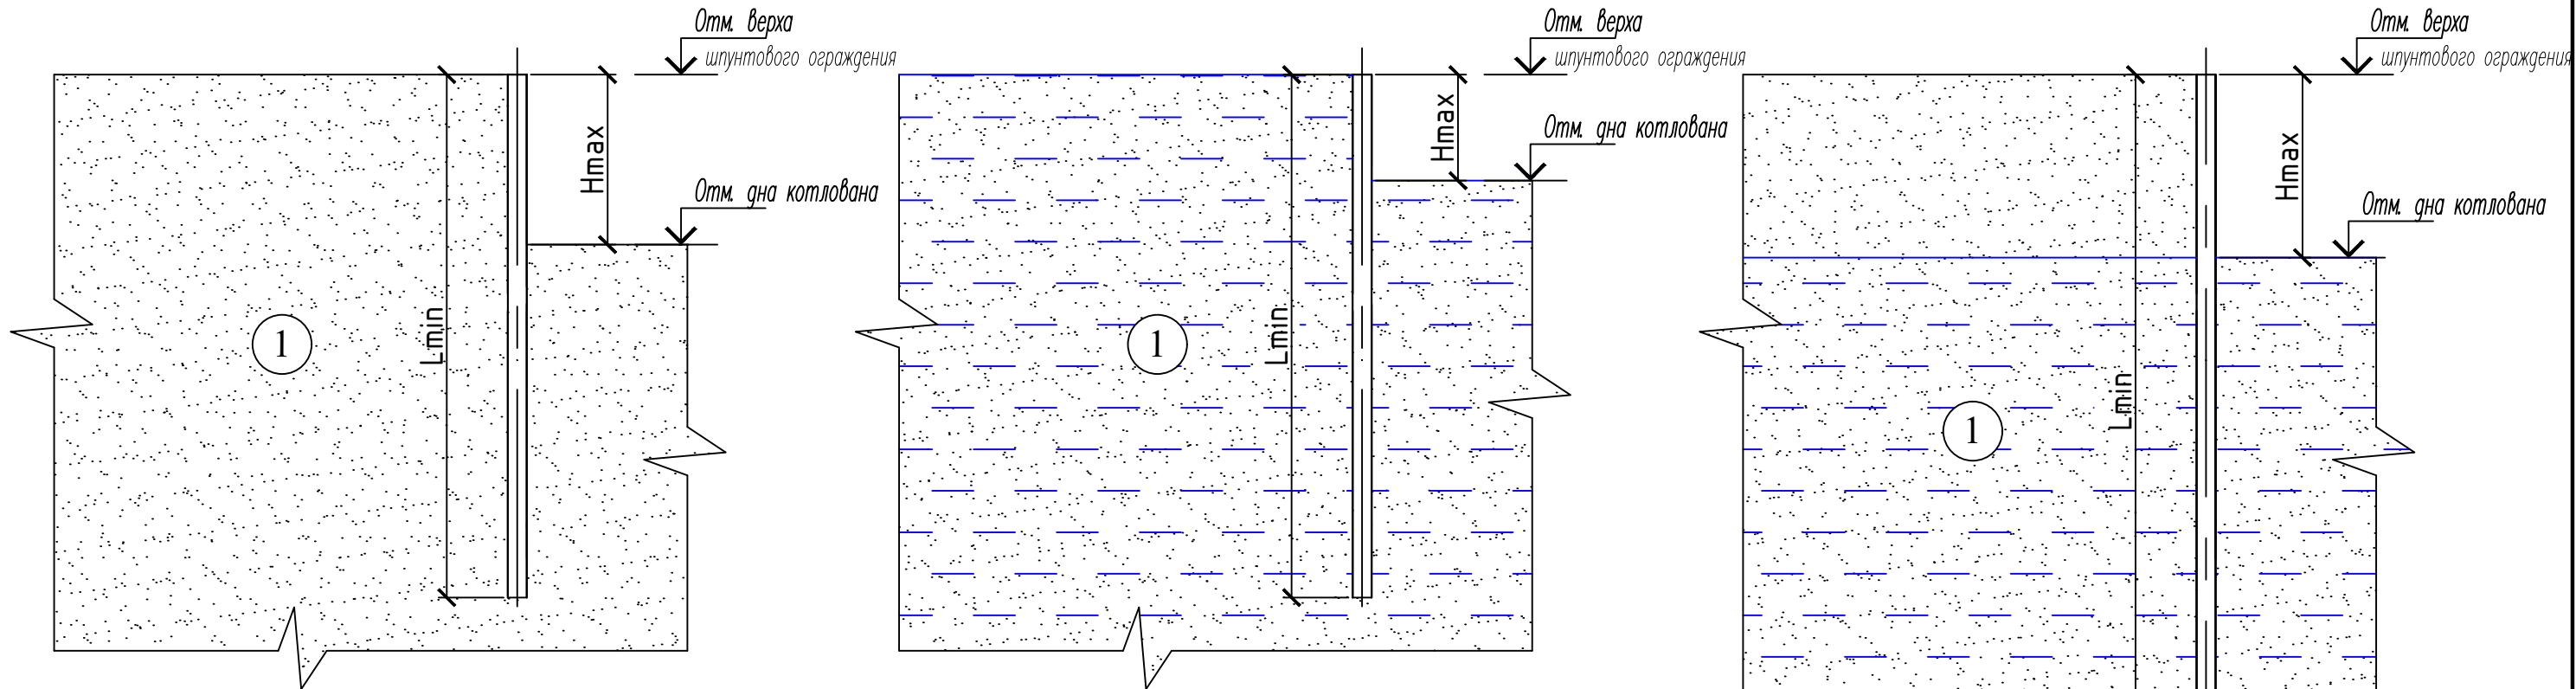 Отм. верха
шпунтового ограждения
Hmax
Отм. дна котлована
Lmin
1
Отм. верха
шпунтового ограждения
Hmax
Отм. дна котлована
Lmin
1
Отм. верха
шпунтового ограждения
Hmax
Отм. дна котлована
Lmin
1